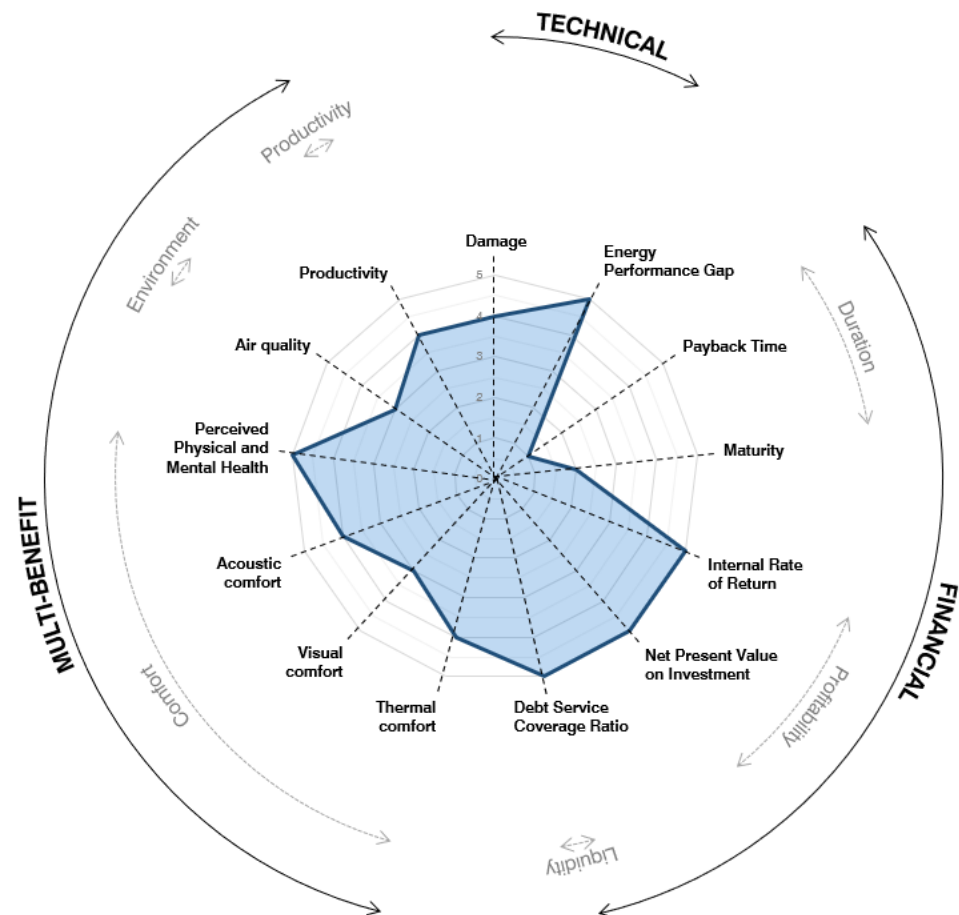 TECHNICAL
Productivity
Environment
Damage
Energy
Performance Gap
Productivity
5
4
3
2
1
0
Payback Time
Duration
Air quality
Perceived
Physical and
Mental Health
Maturity
Acoustic
comfort
Internal Rate
of Return
MULTI-BENEFIT
FINANCIAL
Visual
comfort
Net Present Value
on Investment
Comfort
Profitability
Thermal
comfort
Debt Service
Coverage Ratio
Liquidity